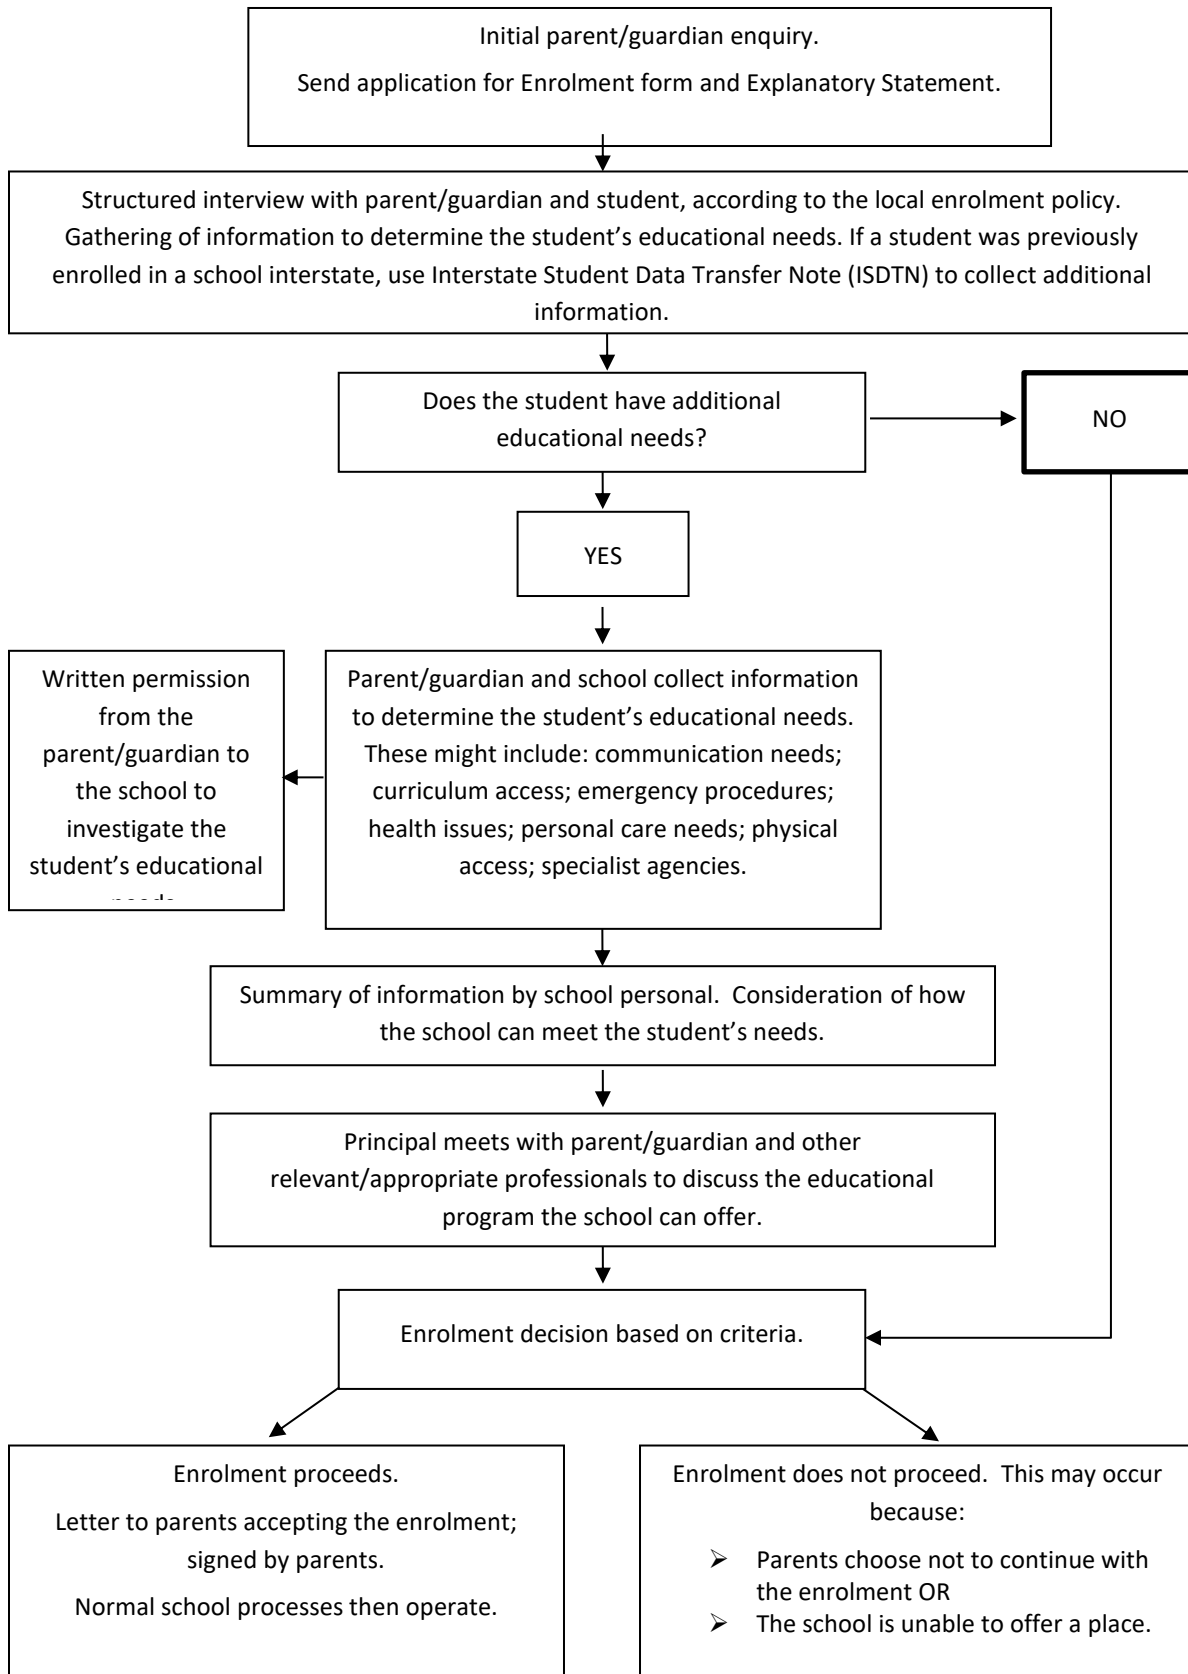 Initial parent/guardian enquiry.
Send application for Enrolment form and Explanatory Statement.
Structured interview with parent/guardian and student, according to the local enrolment policy.
Gathering of information to determine the student’s educational needs. If a student was previously
enrolled in a school interstate, use Interstate Student Data Transfer Note (ISDTN) to collect additional
information.
Does the student have additional
educational needs?
NO
YES
Written permission
from the
parent/guardian to
the school to
investigate the
student’s educational
Parent/guardian and school collect information
to determine the student’s educational needs.
These might include: communication needs;
curriculum access; emergency procedures;
health issues; personal care needs; physical
access; specialist agencies.
Summary of information by school personal.  Consideration of how
the school can meet the student’s needs.
Principal meets with parent/guardian and other
relevant/appropriate professionals to discuss the educational
program the school can offer.
Enrolment decision based on criteria.
Enrolment proceeds.
Letter to parents accepting the enrolment;
signed by parents.
Normal school processes then operate.
Enrolment does not proceed.  This may occur
because:
➢ Parents choose not to continue with
the enrolment OR
➢ The school is unable to offer a place.